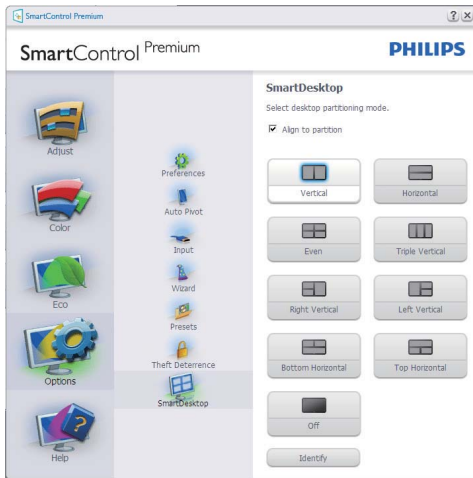 SmartControl Premium
SmartControl Premium
PHILIPS
Adjust
Color
Eco
Options
Help
Preferences
Auto Pivot
Input
Wizard
Presets
Theft Deterrence
SmartDesktop
SmartDesktop
Select desktop partitioning mode.
Align to partition
Vertical
Horizontal
Even
Triple Vertical
Right Vertical
Left Vertical
Bottom Horizontal
Top Horizontal
Off
Identify